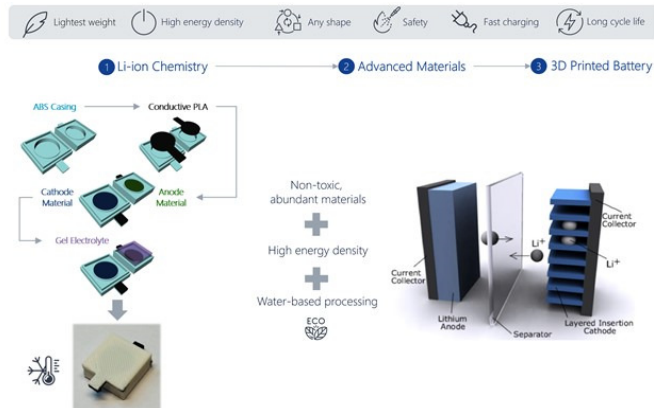 Lightest weight
High energy density
Any shape
Safety
Fast charging
Long cycle life
1 Li-ion Chemistry
2 Advanced Materials
3 3D Printed Battery
ABS Casing
Conductive PLA
Cathode
Material
Anode
Material
Gel Electrolyte
Non-toxic,
abundant materials
High energy density
Water-based processing
ECO
Current
Collector
Lithium
Anode
Separator
Li+
Current
Collector
Li+
Layered Insertion
Cathode